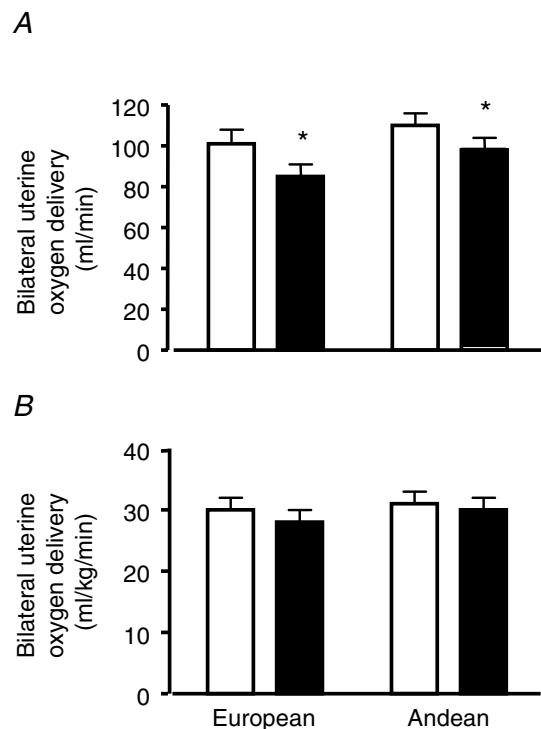 A
Bilateral uterine
oxygen delivery
(ml/min)
120
100
80
60
40
20
0
*
*
B
Bilateral uterine
oxygen delivery
(ml/kg/min)
40
30
20
10
0
European
Andean